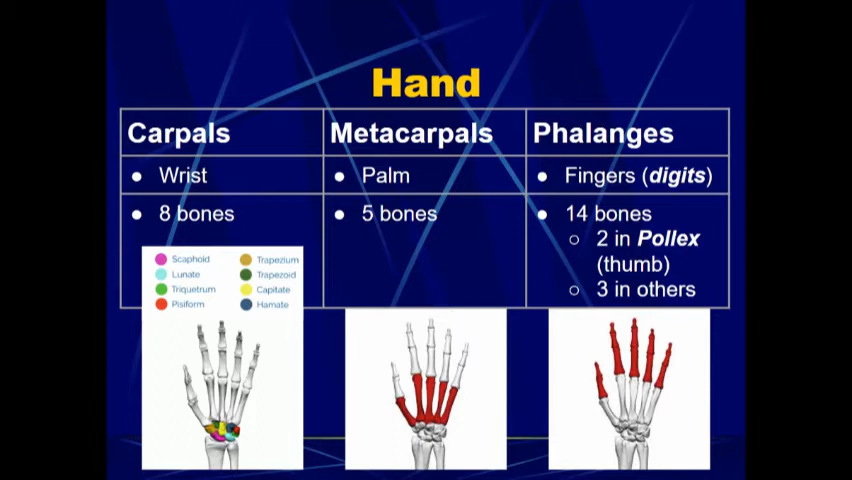 Hand
Carpals
Metacarpals
Phalanges
● Wrist
● Palm
● Fingers (digits)
● 8 bones
● 5 bones
● 14 bones
○ 2 in Pollex
(thumb)
○ 3 in others
Scaphoid
Trapezium
Lunate
Trapezoid
Triquetrum
Capitate
Pisiform
Hamate